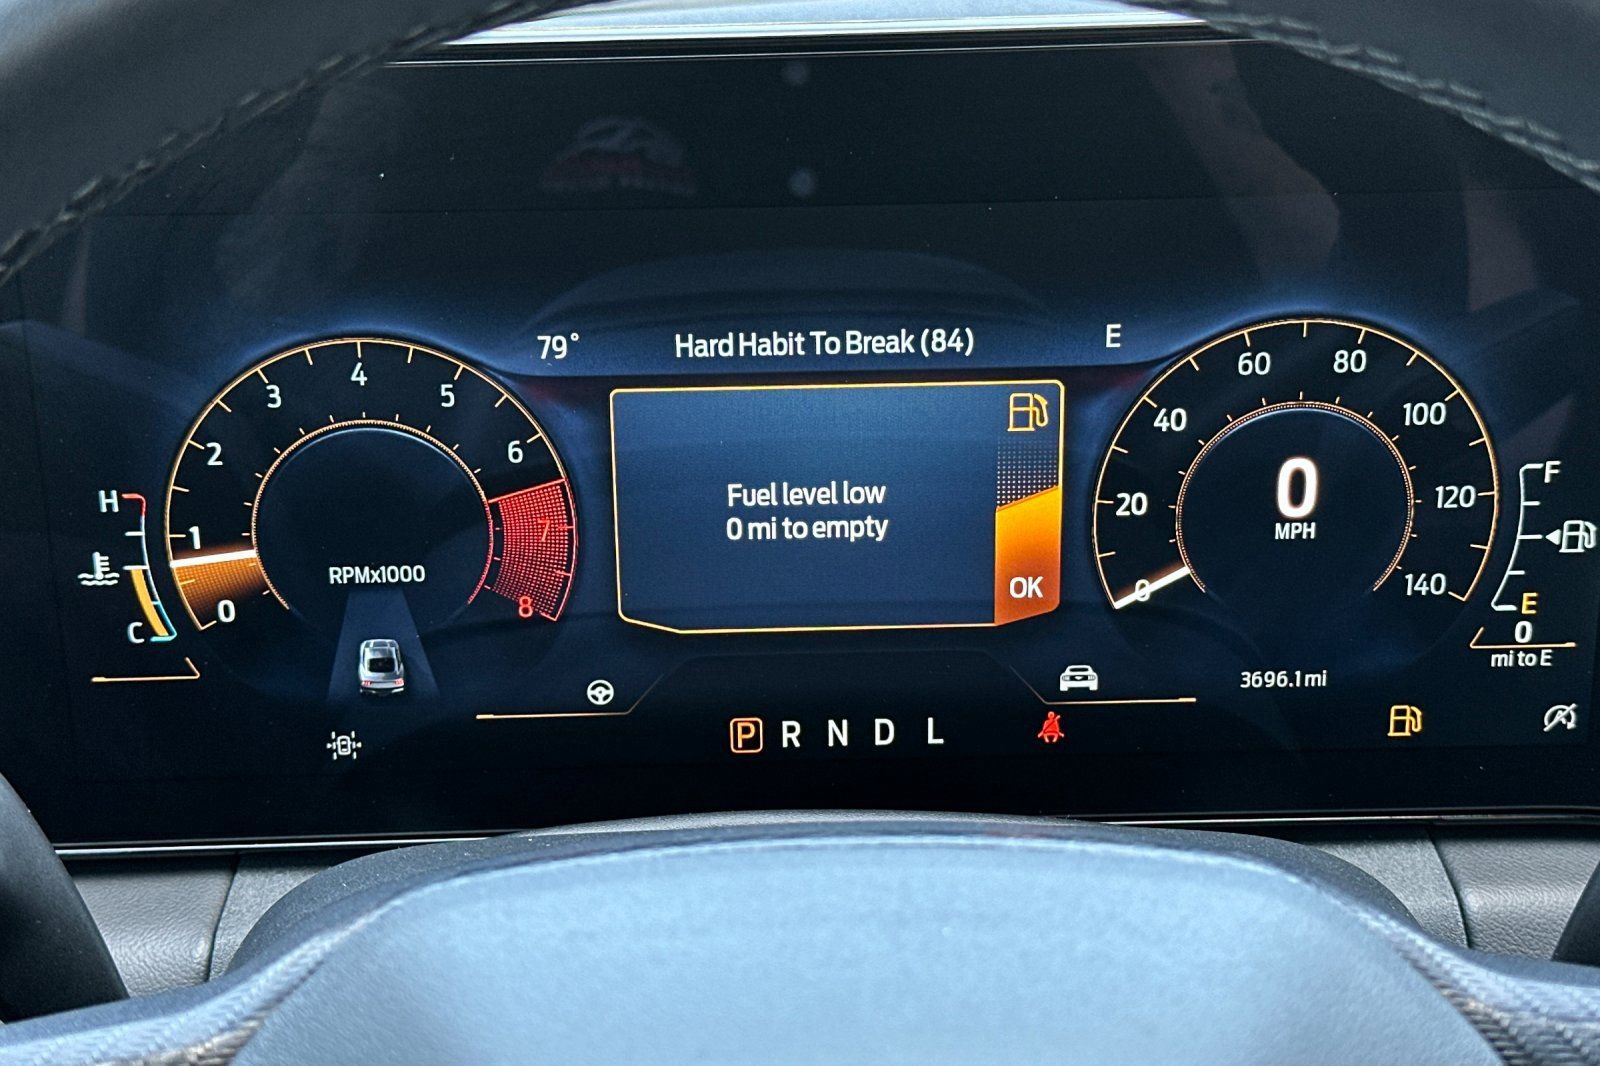 79° Hard Habit To Break (84) E
4
3 5
2 6
1 7
0 8
RPMx1000
H
C
Fuel level low
0 mi to empty
OK
60 80
40 100
20 120
0 140
0
MPH
F
E
0
mi to E
3696.1 mi
P R N D L